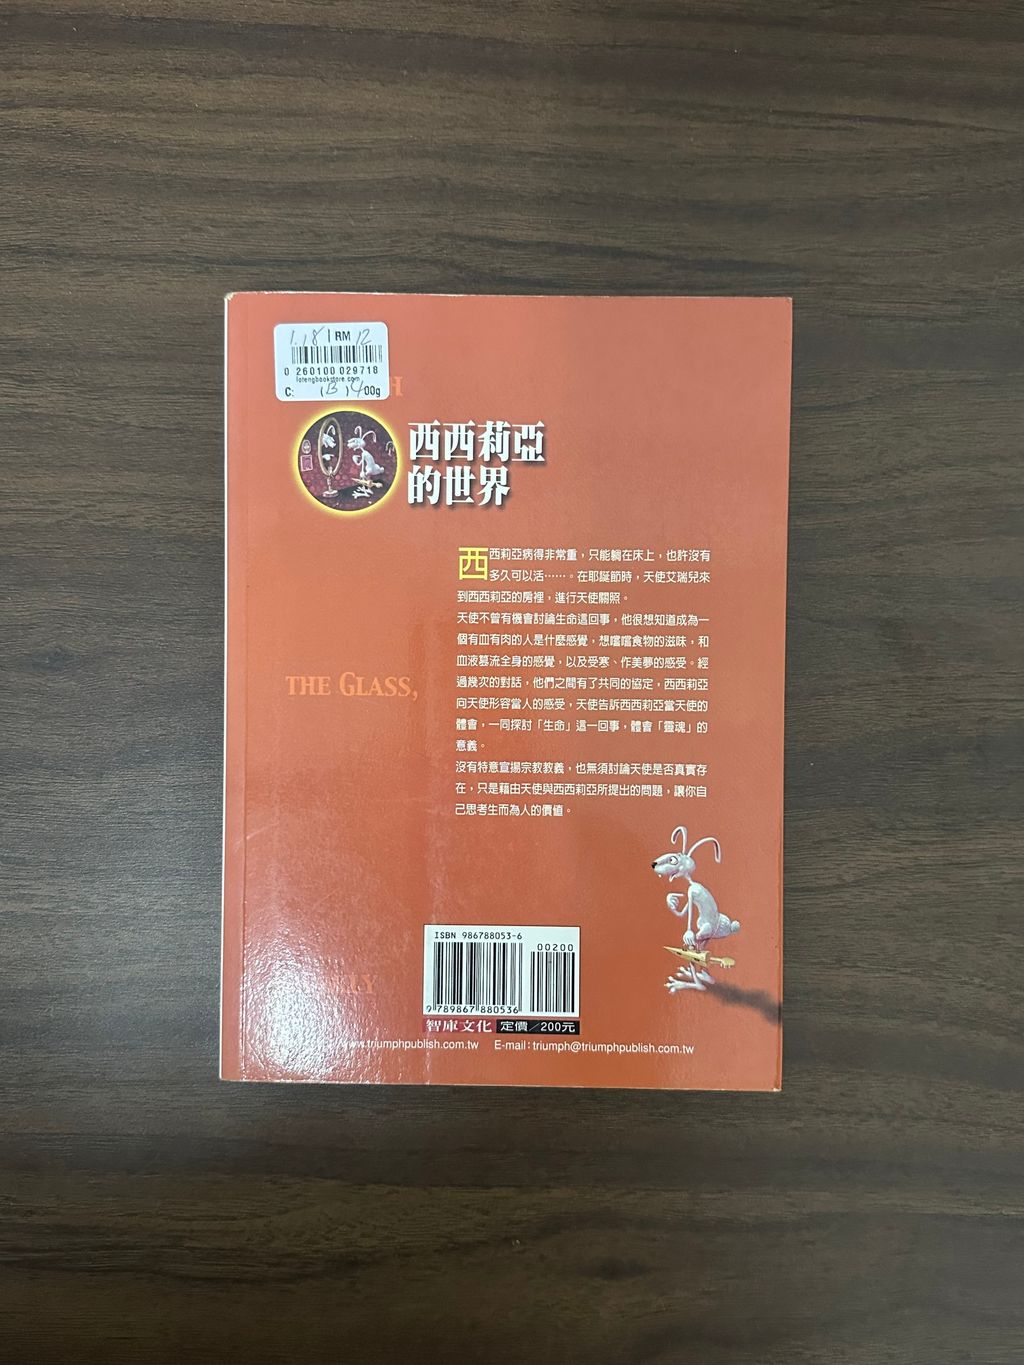 1.18 | RM 12
0 260100 029718
lotengbookstore.com
C: (B) 400g
H
西西莉亞
的世界
西西莉亞病得非常重，只能躺在床上，也許沒有
多久可以活……。在耶誕節時，天使艾瑞兒來
到西西莉亞的房裡，進行天使關照。
天使不曾有機會討論生命這回事，他很想知道成為一
個有血有肉的人是什麼感覺，想嚐嚐食物的滋味，和
血液驀流全身的感覺，以及受寒、作美夢的感受。經
過幾次的對話，他們之間有了共同的協定，西西莉亞
向天使形容當人的感受，天使告訴西西莉亞當天使的
體會，一同探討「生命」這一回事，體會「靈魂」的
意義。
THE GLASS,
沒有特意宣揚宗教教義，也無須討論天使是否真實存
在，只是藉由天使與西西莉亞所提出的問題，讓你自
己思考生而為人的價值。
ISBN 986788053-6
00200
9 789867 880536
智庫文化 定價／200元
www.triumphpublish.com.tw E-mail：triumph@triumphpublish.com.tw